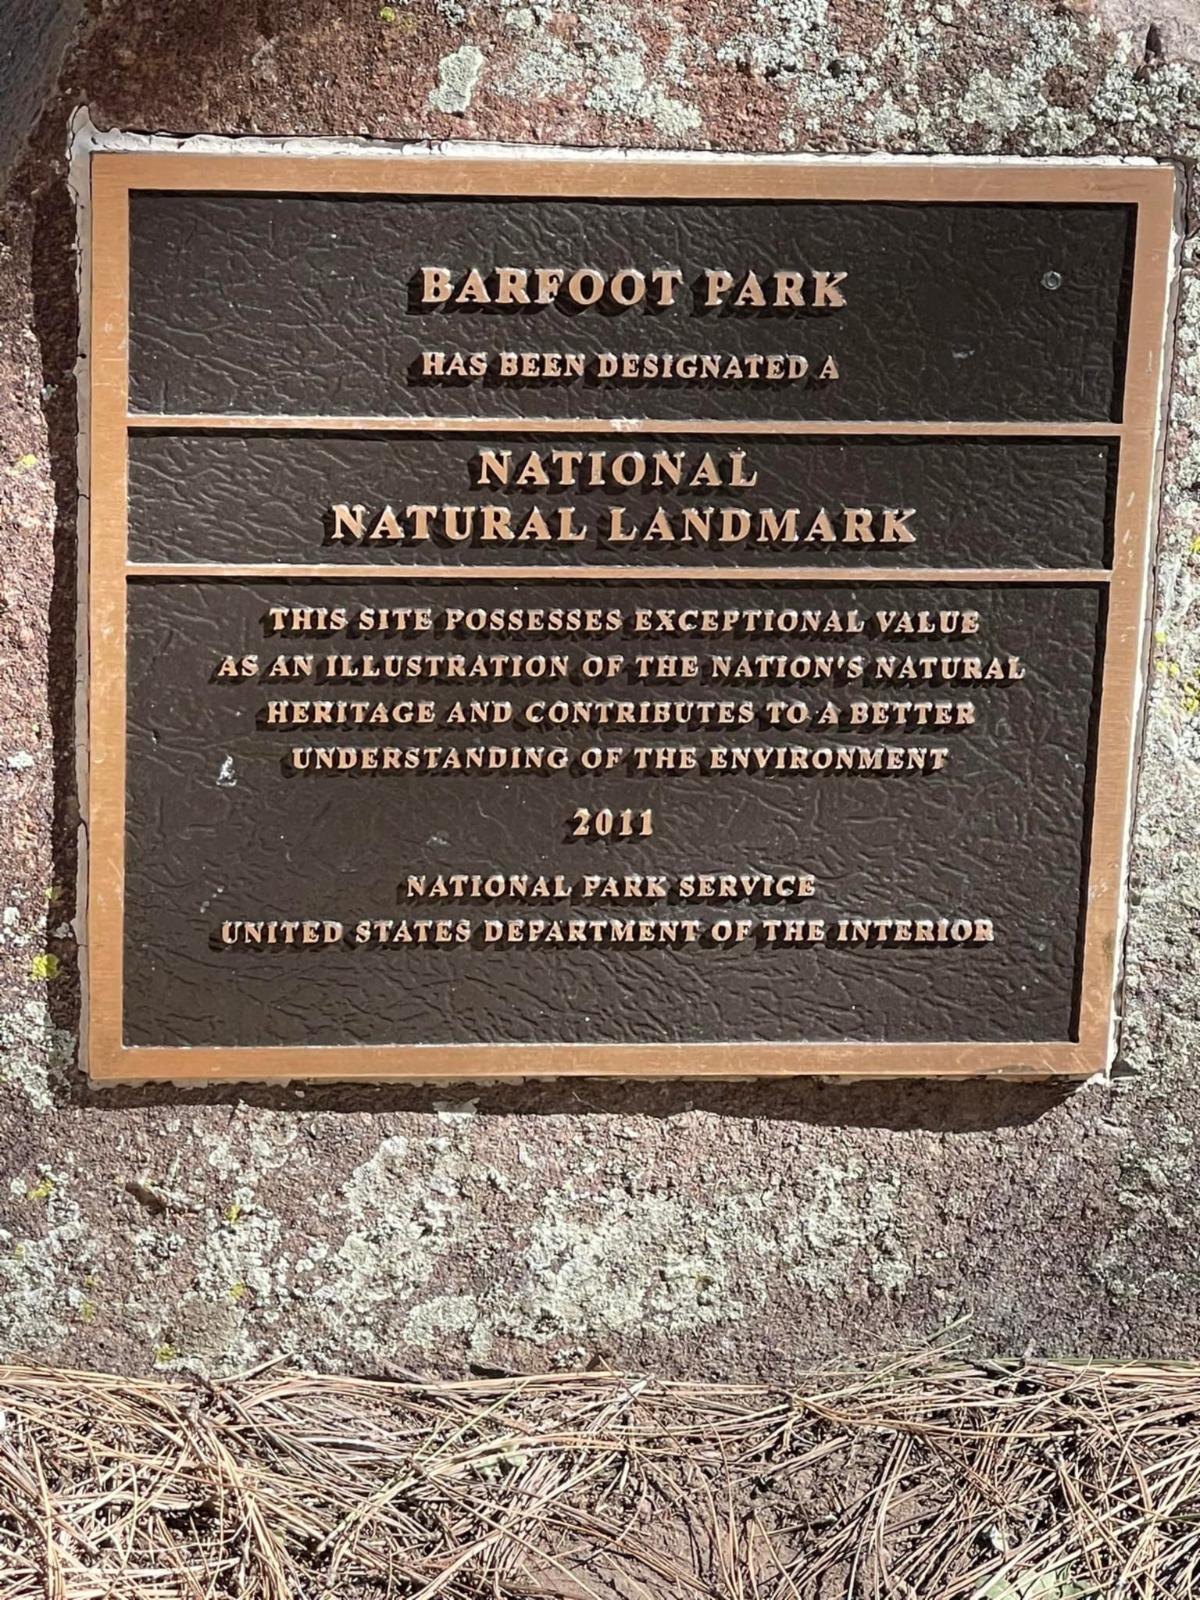 BARFOOT PARK
HAS BEEN DESIGNATED A
NATIONAL
NATURAL LANDMARK
THIS SITE POSSESSES EXCEPTIONAL VALUE
AS AN ILLUSTRATION OF THE NATION'S NATURAL
HERITAGE AND CONTRIBUTES TO A BETTER
UNDERSTANDING OF THE ENVIRONMENT
2011
NATIONAL PARK SERVICE
UNITED STATES DEPARTMENT OF THE INTERIOR